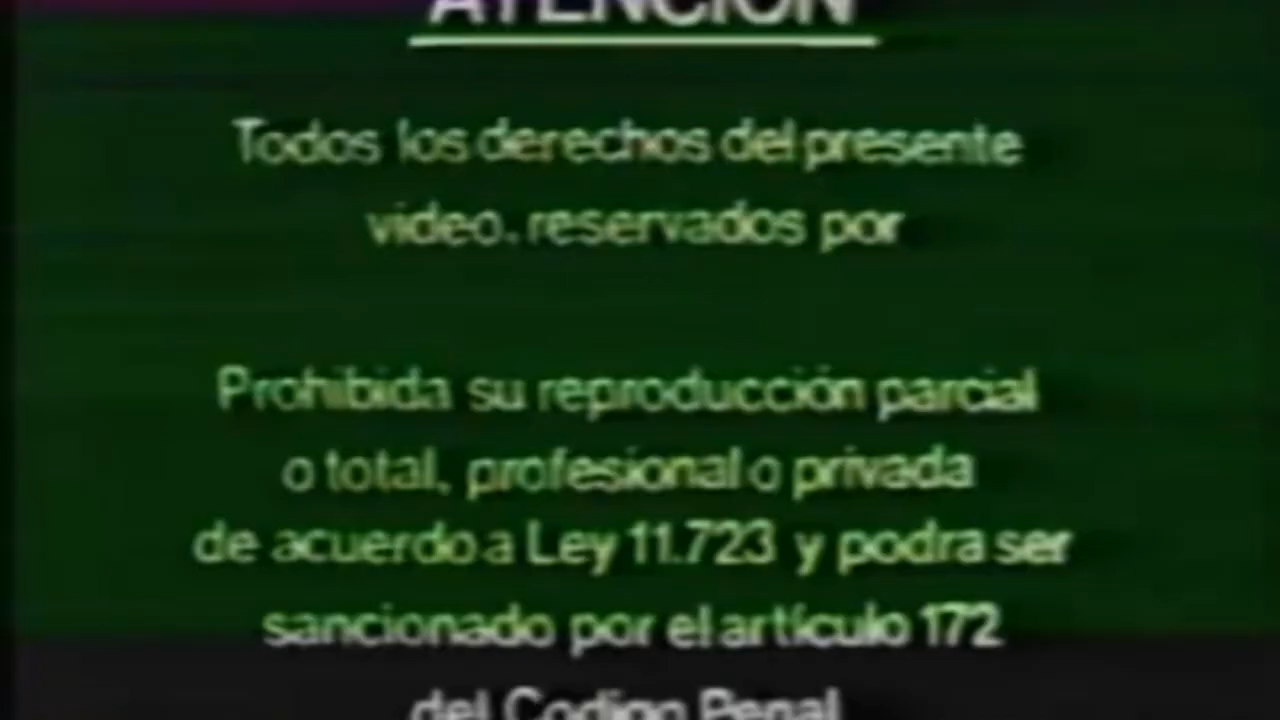 ATENCION
Todos los derechos del presente
video. reservados por
Prohibida su reproducción parcial
o total, profesional o privada
de acuerdo a Ley 11.723 y podra ser
sancionado por el artículo 172
del Codigo Penal